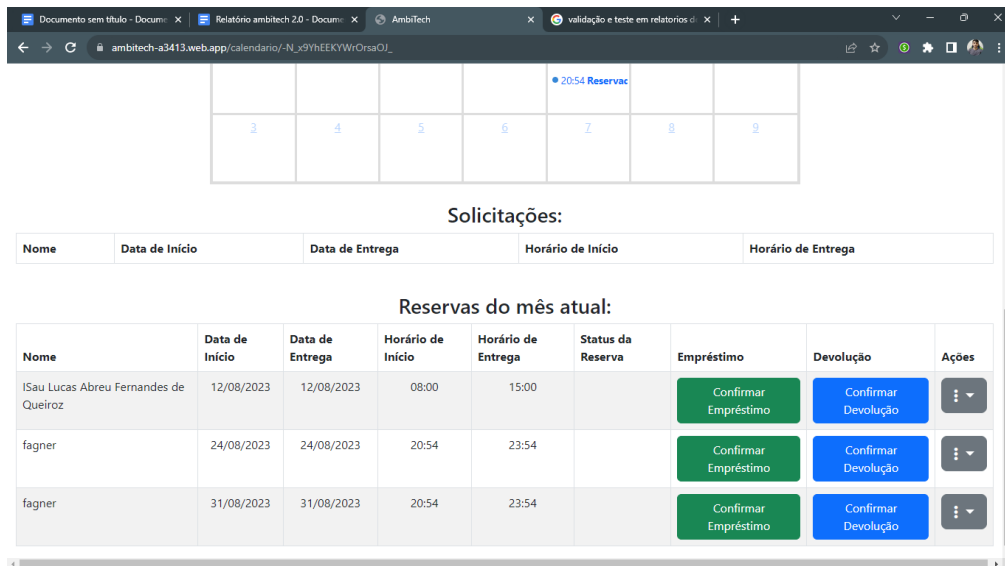 Documento sem título - Docume
Relatório ambitech 2.0 - Docume
AmbiTech
validação e teste em relatorios d
ambitech-a3413.web.app/calendario/-N_x9YhEEKYWrOrsaOJ_
20:54 Reservac
3 4 5 6 7 8 9
Solicitações:
Nome Data de Início Data de Entrega Horário de Início Horário de Entrega
Reservas do mês atual:
Nome Data de Início Data de Entrega Horário de Início Horário de Entrega Status da Reserva Empréstimo Devolução Ações
ISau Lucas Abreu Fernandes de Queiroz 12/08/2023 12/08/2023 08:00 15:00 Confirmar Empréstimo Confirmar Devolução
fagner 24/08/2023 24/08/2023 20:54 23:54 Confirmar Empréstimo Confirmar Devolução
fagner 31/08/2023 31/08/2023 20:54 23:54 Confirmar Empréstimo Confirmar Devolução